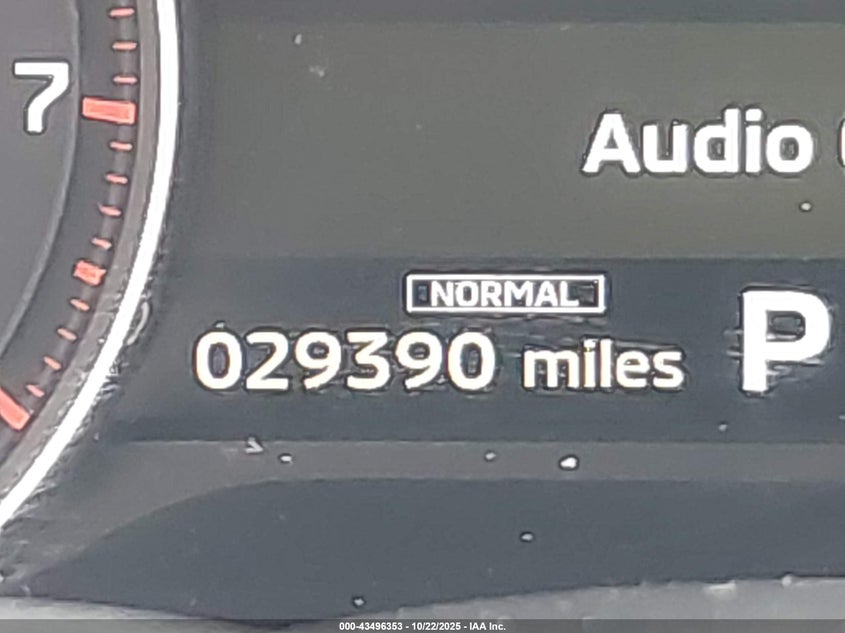 7
Audio
NORMAL
029390 miles
P
000-43496353 - 10/22/2025 - IAA Inc.